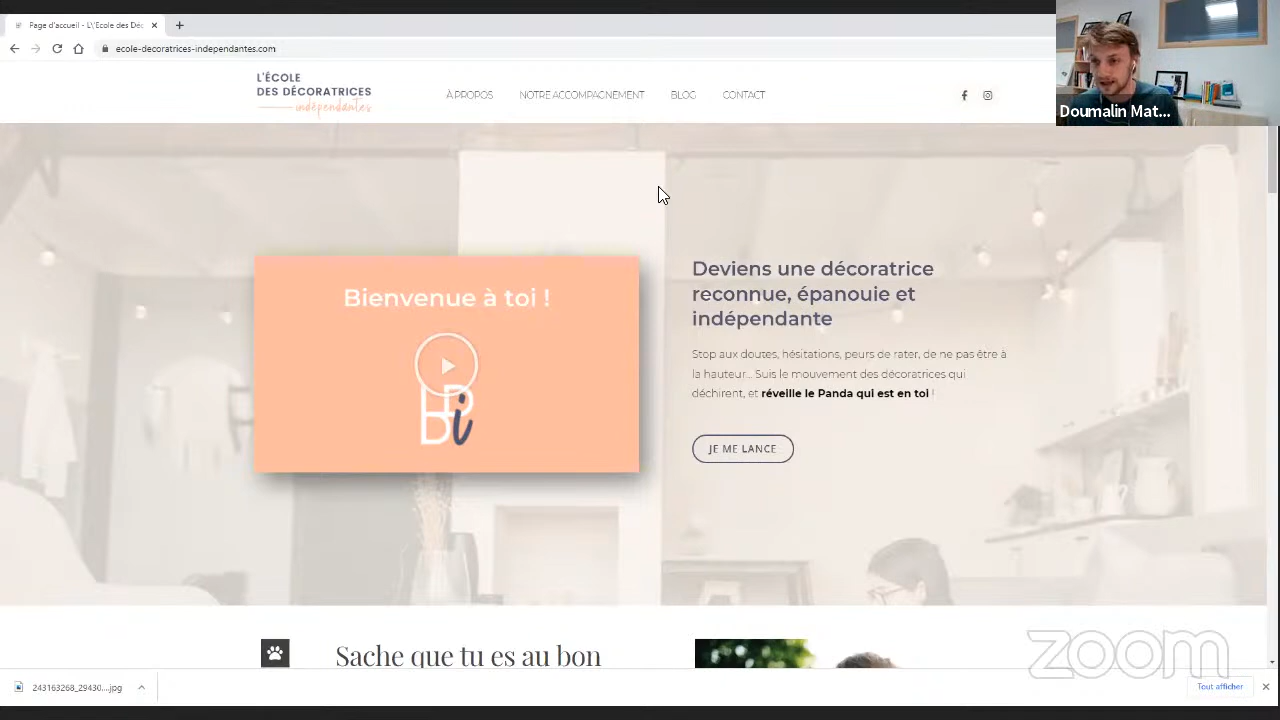 Page d'accueil - L\'Ecole des Déc
ecole-decoratrices-independantes.com
Doumalin Mat...
L'ÉCOLE
DES DÉCORATRICES
indépendantes
À PROPOS NOTRE ACCOMPAGNEMENT BLOG CONTACT
Bienvenue à toi !
Di
Deviens une décoratrice
reconnue, épanouie et
indépendante
Stop aux doutes, hésitations, peurs de rater, de ne pas être à
la hauteur... Suis le mouvement des décoratrices qui
déchirent, et réveille le Panda qui est en toi !
JE ME LANCE
Sache que tu es au bon
zoom
243163268_29430....jpg
Tout afficher